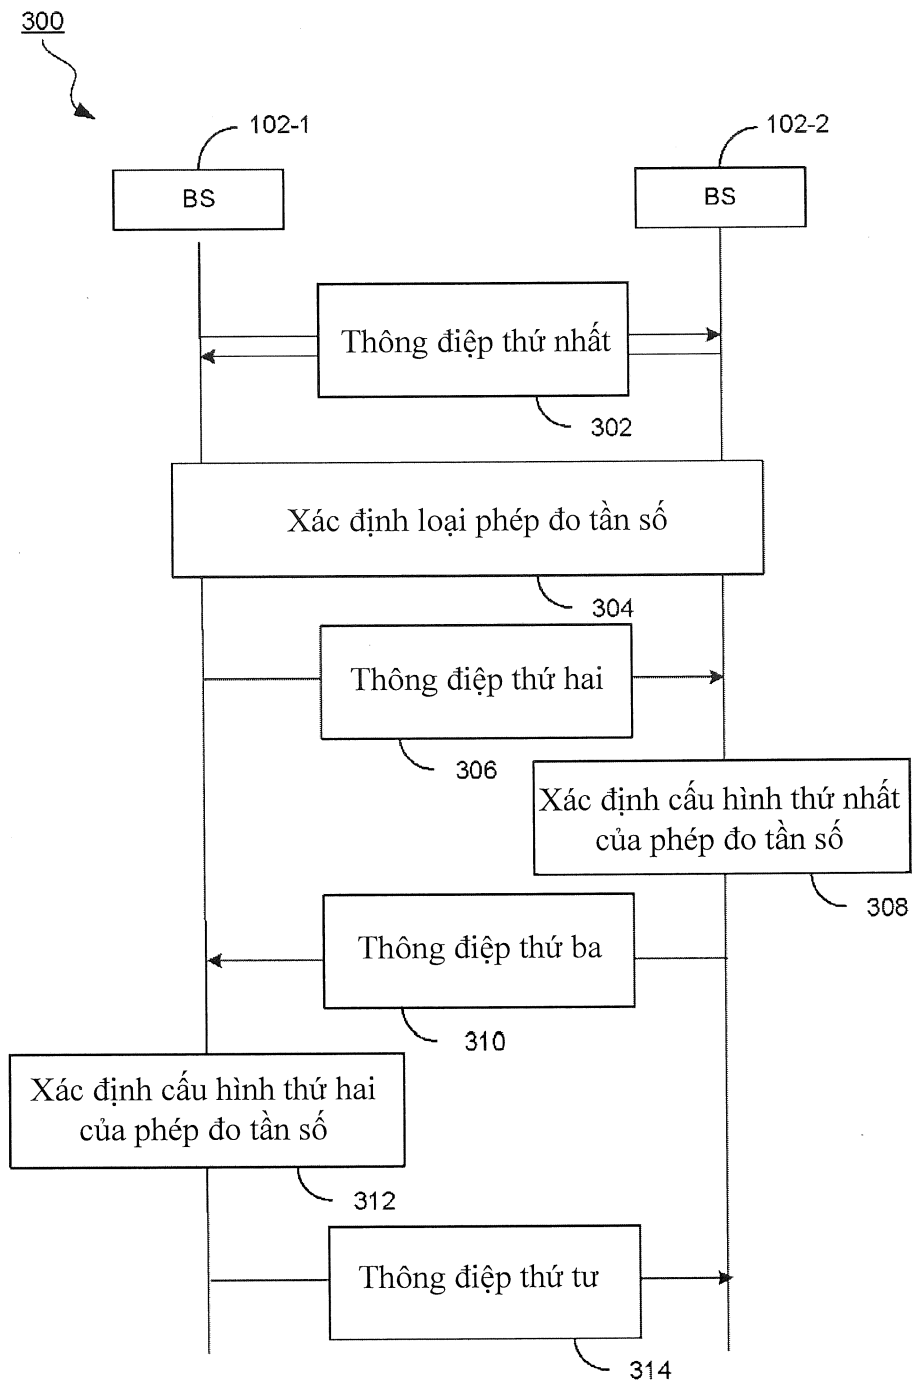 300
102-1
102-2
BS
BS
Thông điệp thứ nhất
302
Xác định loại phép đo tần số
304
Thông điệp thứ hai
306
Xác định cấu hình thứ nhất
của phép đo tần số
308
Thông điệp thứ ba
310
Xác định cấu hình thứ hai
của phép đo tần số
312
Thông điệp thứ tư
314